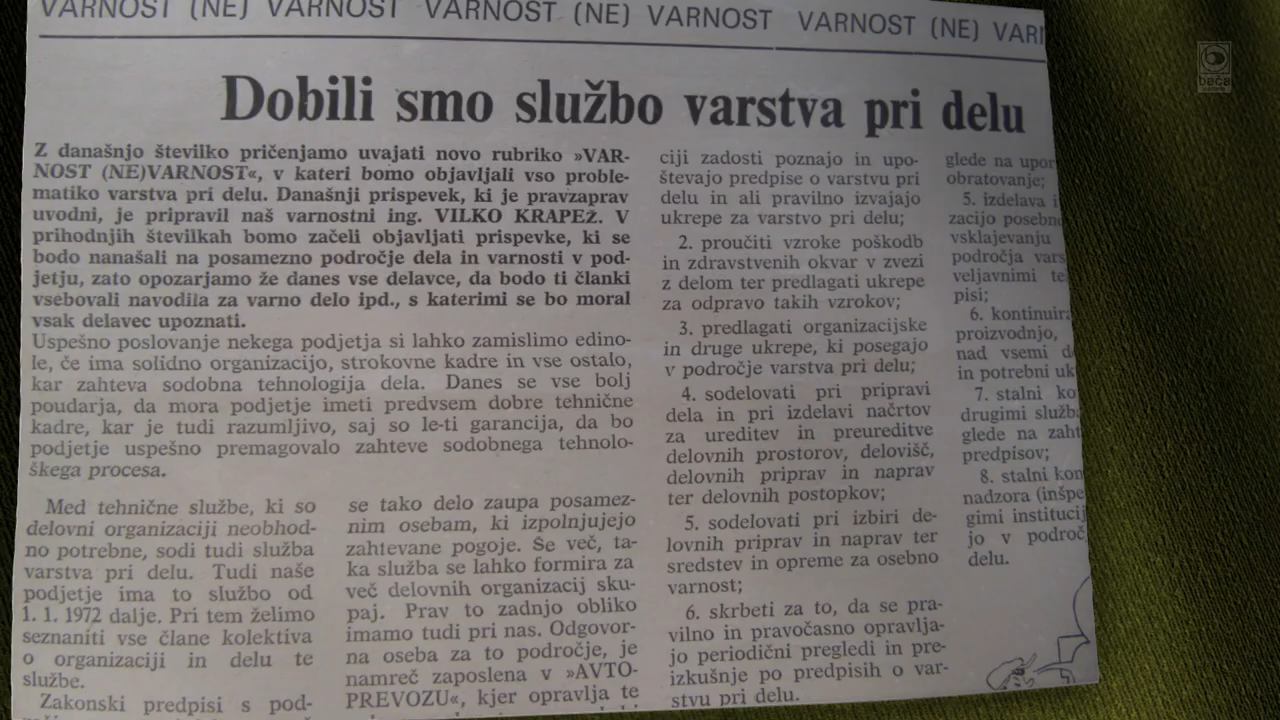 VARNOST (NE) VARNOST VARNOST (NE) VARNOST VARNOST (NE)
Dobili smo službo varstva pri delu
Z današnjo številko pričenjamo uvajati novo rubriko »VAR-
NOST (NE)VARNOST«, v kateri bomo objavljali vso proble-
matiko varstva pri delu. Današnji prispevek, ki je pravzaprav
uvodni, je pripravil naš varnostni ing. VILKO KRAPEž. V
prihodnjih številkah bomo začeli objavljati prispevke, ki se
bodo nanašali na posamezno področje dela in varnosti v pod-
jetju, zato opozarjamo že danes vse delavce, da bodo ti članki
vsebovali navodila za varno delo ipd., s katerimi se bo moral
vsak delavec upoznati.
Uspešno poslovanje nekega podjetja si lahko zamislimo edino-
le, če ima solidno organizacijo, strokovne kadre in vse ostalo,
kar zahteva sodobna tehnologija dela. Danes se vse bolj
poudarja, da mora podjetje imeti predvsem dobre tehnične
kadre, kar je tudi razumljivo, saj so le-ti garancija, da bo
podjetje uspešno premagovalo zahteve sodobnega tehnolo-
škega procesa.
Med tehnične službe, ki so
delovni organizaciji neobhod-
no potrebne, sodi tudi služba
varstva pri delu. Tudi naše
podjetje ima to službo od
1. 1. 1972 dalje. Pri tem želimo
seznaniti vse člane kolektiva
o organizaciji in delu te
službe.
Zakonski predpisi s pod-
se tako delo zaupa posamez-
nim osebam, ki izpolnjujejo
zahtevane pogoje. Še več, ta-
ka služba se lahko formira za
več delovnih organizacij sku-
paj. Prav to zadnjo obliko
imamo tudi pri nas. Odgovor-
na oseba za to področje, je
namreč zaposlena v »AVTO-
PREVOZU«, kjer opravlja te
ciji zadosti poznajo in upo-
števajo predpise o varstvu pri
delu in ali pravilno izvajajo
ukrepe za varstvo pri delu;
2. proučiti vzroke poškodb
in zdravstvenih okvar v zvezi
z delom ter predlagati ukrepe
za odpravo takih vzrokov;
3. predlagati organizacijske
in druge ukrepe, ki posegajo
v področje varstva pri delu;
4. sodelovati pri pripravi
dela in pri izdelavi načrtov
za ureditev in preureditve
delovnih prostorov, delovišč,
delovnih priprav in naprav
ter delovnih postopkov;
5. sodelovati pri izbiri de-
lovnih priprav in naprav ter
sredstev in opreme za osebno
varnost;
6. skrbeti za to, da se pra-
vilno in pravočasno opravlja-
jo periodični pregledi in pre-
izkušnje po predpisih o var-
stvu pri delu.
glede na upor
obratovanje;
5. izdelava i
zacijo posebne
vsklajevanju
področja vars
veljavnimi te
pisi;
6. kontinuira
proizvodnjo,
nad vsemi d
in potrebni uk
7. stalni ko
drugimi služb
glede na zaht
predpisov;
8. stalni kon
nadzora (inšpe
gimi institucij
jo v področ
delu.
beča